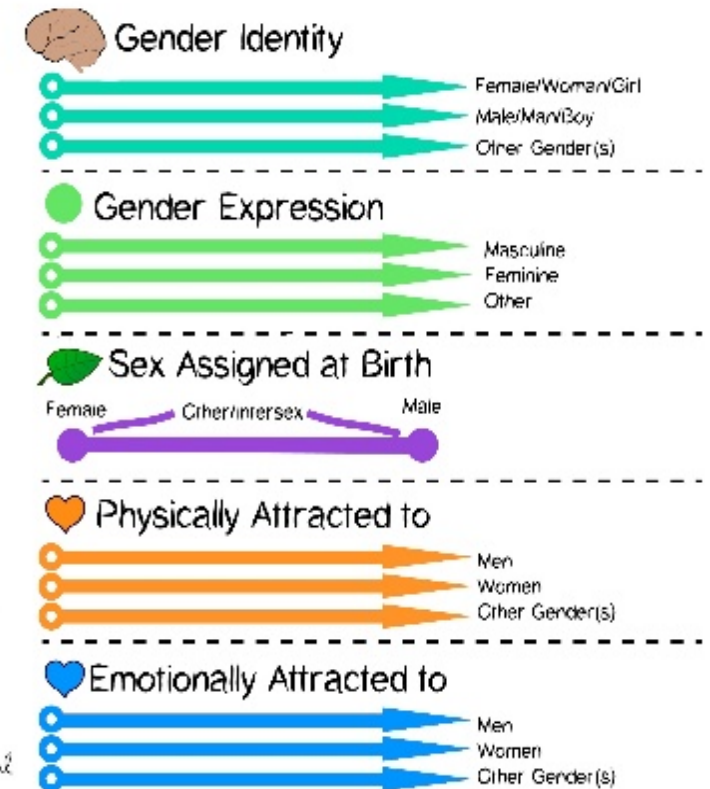 Gender Identity
Female/Woman/Girl
Male/Man/Boy
Other Gender(s)
Gender Expression
Masculine
Feminine
Other
Sex Assigned at Birth
Female Other/Intersex Male
Physically Attracted to
Men
Women
Other Gender(s)
Emotionally Attracted to
Men
Women
Other Gender(s)